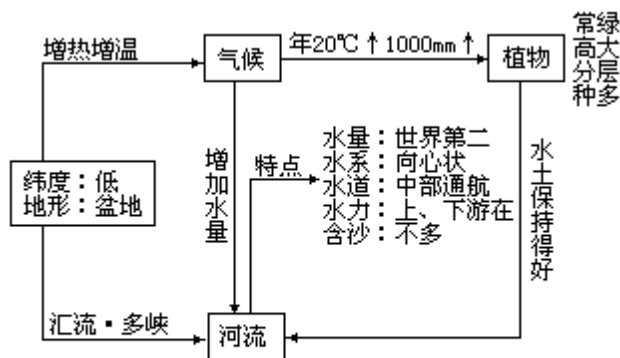 增热增温
气候
年20℃↑1000mm↑
植物
常绿
高大
分层
种多
纬度：低
地形：盆地
增加水量
特点
水量：世界第二
水系：向心状
水道：中部通航
水力：上、下游在
含沙：不多
水土保持得好
汇流·多峡
河流